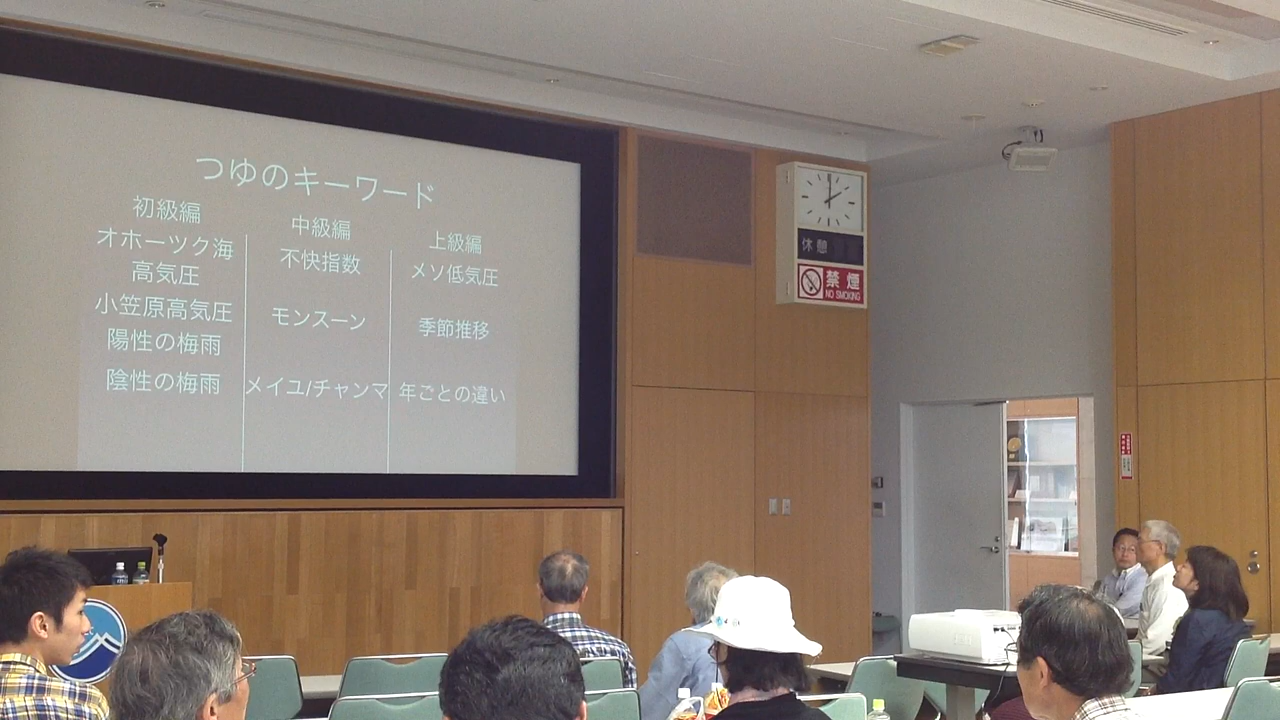 つゆのキーワード
初級編
オホーツク海
高気圧
小笠原高気圧
陽性の梅雨
陰性の梅雨
中級編
不快指数
モンスーン
メイユ/チャンマ
上級編
メソ低気圧
季節推移
年ごとの違い
休憩
禁煙
NO SMOKING